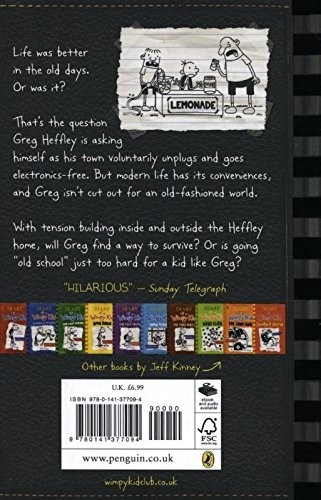 Life was better
in the old days.
Or was it?
LEMONADE
That's the question
Greg Heffley is asking
himself as his town voluntarily unplugs and goes
electronics-free. But modern life has its conveniences,
and Greg isn't cut out for an old-fashioned world.
With tension building inside and outside the Heffley
home, will Greg find a way to survive? Or is going
"old school" just too hard for a kid like Greg?
"HILARIOUS" – Sunday Telegraph
Other books by Jeff Kinney
U.K. £6.99
ISBN 978-0-141-37709-4
90000
9 780141 377094
ebook
and audio
available
FSC
www.penguin.co.uk
wimpykidclub.co.uk